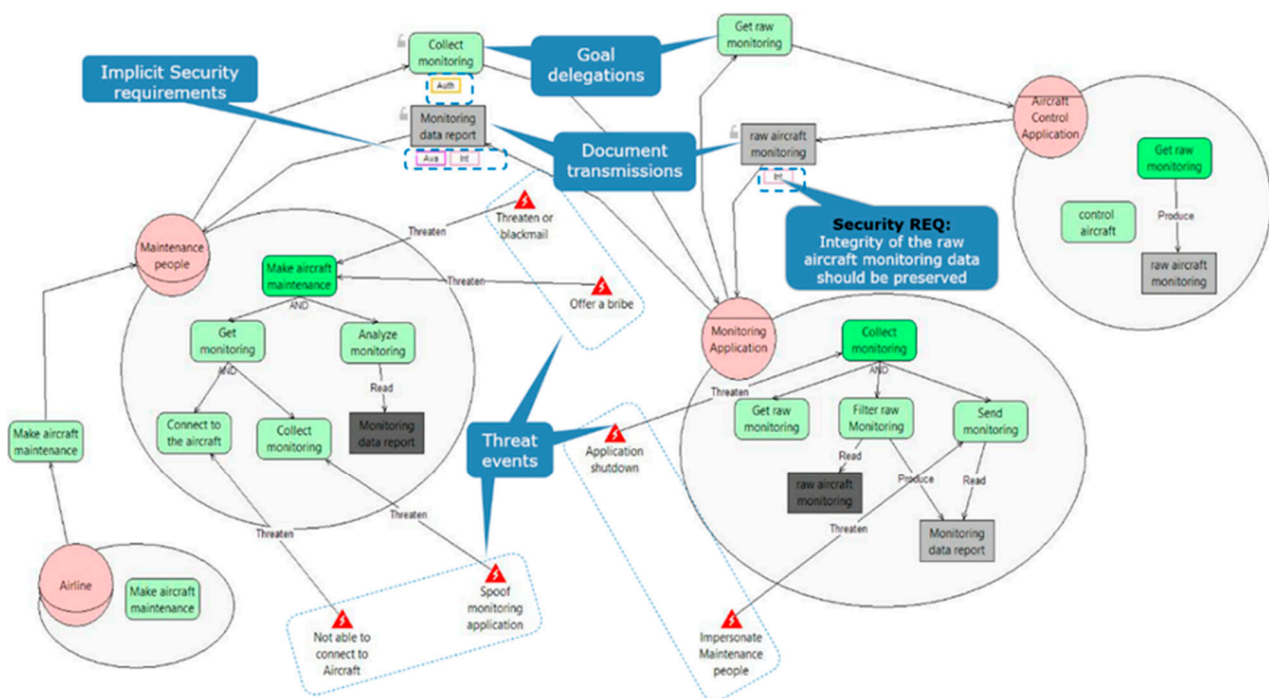 Collect
monitoring
Auth
Goal
delegations
Get raw
monitoring
Implicit Security
requirements
Monitoring
data report
Ava
Int
Document
transmissions
raw aircraft
monitoring
Int
Aircraft
Control
Application
Get raw
monitoring
Produce
control
aircraft
raw aircraft
monitoring
Security REQ:
Integrity of the raw
aircraft monitoring data
should be preserved
Threaten or
blackmail
Threaten
Maintenance
people
Make aircraft
maintenance
Threaten
Offer a bribe
AND
Get
monitoring
Analyze
monitoring
AND
Read
Connect to
the aircraft
Collect
monitoring
Monitoring
data report
Monitoring
Application
Collect
monitoring
Threaten
AND
Get raw
monitoring
Filter raw
Monitoring
Send
monitoring
Make aircraft
maintenance
Threat
events
Application
shutdown
Read
Produce
Read
raw aircraft
monitoring
Threaten
Threaten
Threaten
Monitoring
data report
Airline
Make aircraft
maintenance
Spoof
monitoring
application
Not able to
connect to
Aircraft
Impersonate
Maintenance
people